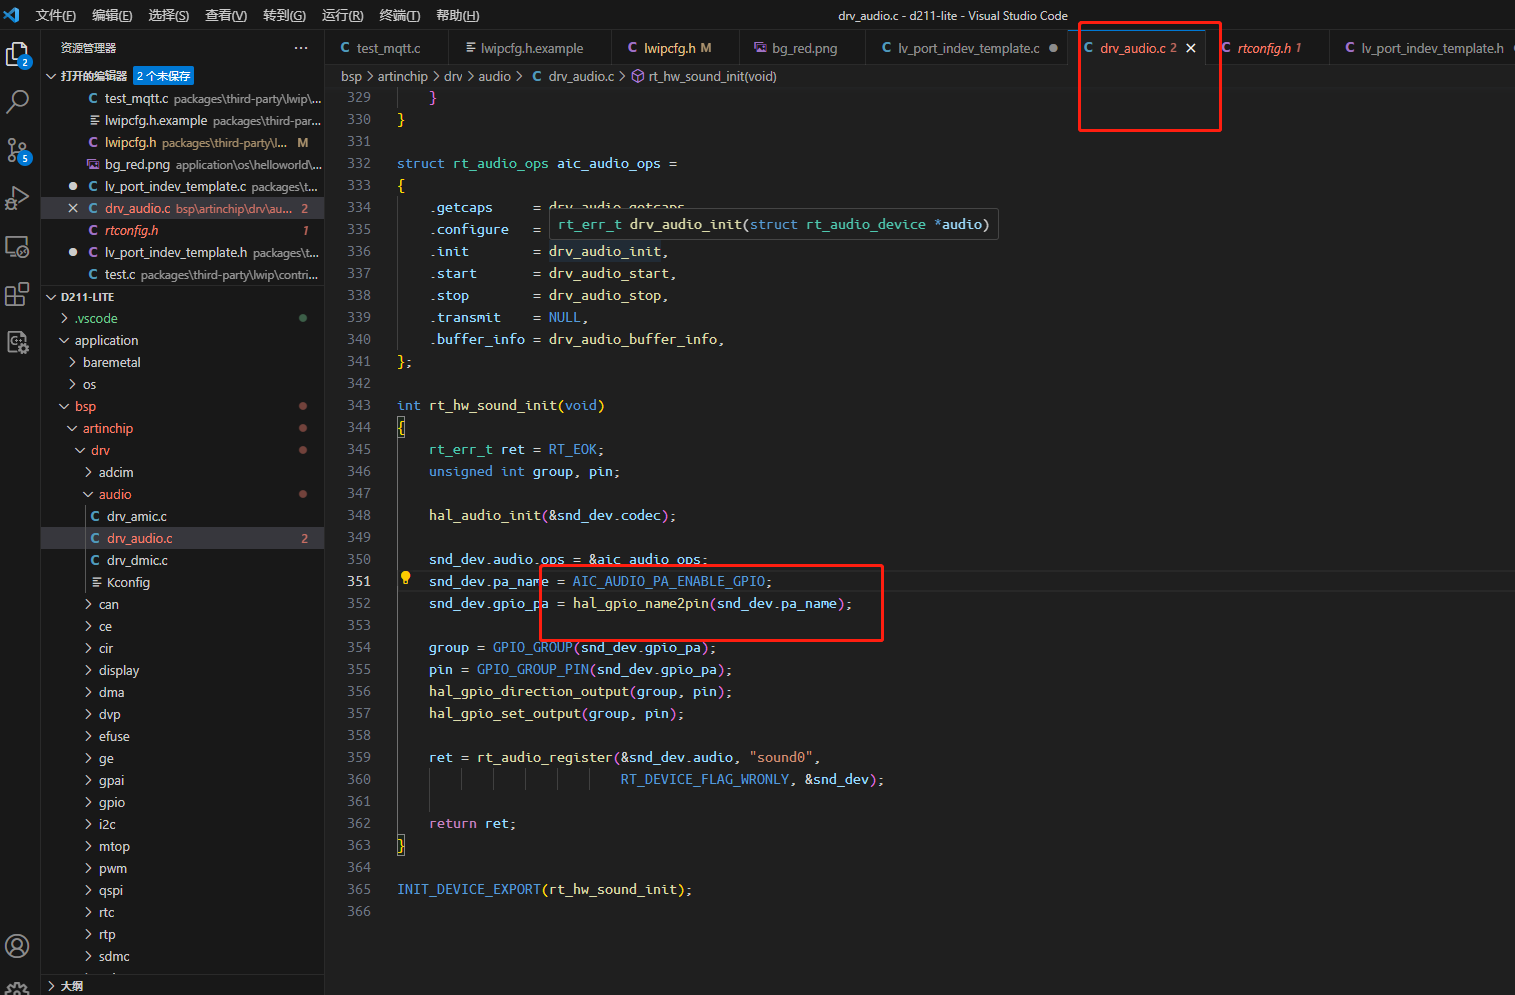 文件(F) 编辑(E) 选择(S) 查看(V) 转到(G) 运行(R) 终端(T) 帮助(H)
drv_audio.c - d211-lite - Visual Studio Code
资源管理器 ···
test_mqtt.c lwipcfg.h.example lwipcfg.h M bg_red.png lv_port_indev_template.c ● drv_audio.c 2 × rtconfig.h 1 lv_port_indev_template.h
bsp > artinchip > drv > audio > C drv_audio.c > rt_hw_sound_init(void)
2
5
打开的编辑器 2 个未保存
C test_mqtt.c packages\third-party\lwip\...
lwipcfg.h.example packages\third-par...
C lwipcfg.h packages\third-party\l... M
bg_red.png application\os\helloworld\...
● C lv_port_indev_template.c packages\t...
× C drv_audio.c bsp\artinchip\drv\au... 2
C rtconfig.h 1
● C lv_port_indev_template.h packages\t...
C test.c packages\third-party\lwip\contri...
D211-LITE
.vscode
application
baremetal
os
bsp
artinchip
drv
adcim
audio
C drv_amic.c
C drv_audio.c 2
C drv_dmic.c
Kconfig
can
ce
cir
display
dma
dvp
efuse
ge
gpai
gpio
i2c
mtop
pwm
qspi
rtc
rtp
sdmc
大纲
329 }
330 }
331
332 struct rt_audio_ops aic_audio_ops =
333 {
334 .getcaps = drv_audio_getcaps
rt_err_t drv_audio_init(struct rt_audio_device *audio)
335 .configure =
336 .init = drv_audio_init,
337 .start = drv_audio_start,
338 .stop = drv_audio_stop,
339 .transmit = NULL,
340 .buffer_info = drv_audio_buffer_info,
341 };
342
343 int rt_hw_sound_init(void)
344 {
345 rt_err_t ret = RT_EOK;
346 unsigned int group, pin;
347
348 hal_audio_init(&snd_dev.codec);
349
350 snd_dev.audio.ops = &aic_audio_ops;
351 snd_dev.pa_name = AIC_AUDIO_PA_ENABLE_GPIO;
352 snd_dev.gpio_pa = hal_gpio_name2pin(snd_dev.pa_name);
353
354 group = GPIO_GROUP(snd_dev.gpio_pa);
355 pin = GPIO_GROUP_PIN(snd_dev.gpio_pa);
356 hal_gpio_direction_output(group, pin);
357 hal_gpio_set_output(group, pin);
358
359 ret = rt_audio_register(&snd_dev.audio, "sound0",
360 RT_DEVICE_FLAG_WRONLY, &snd_dev);
361
362 return ret;
363 }
364
365 INIT_DEVICE_EXPORT(rt_hw_sound_init);
366